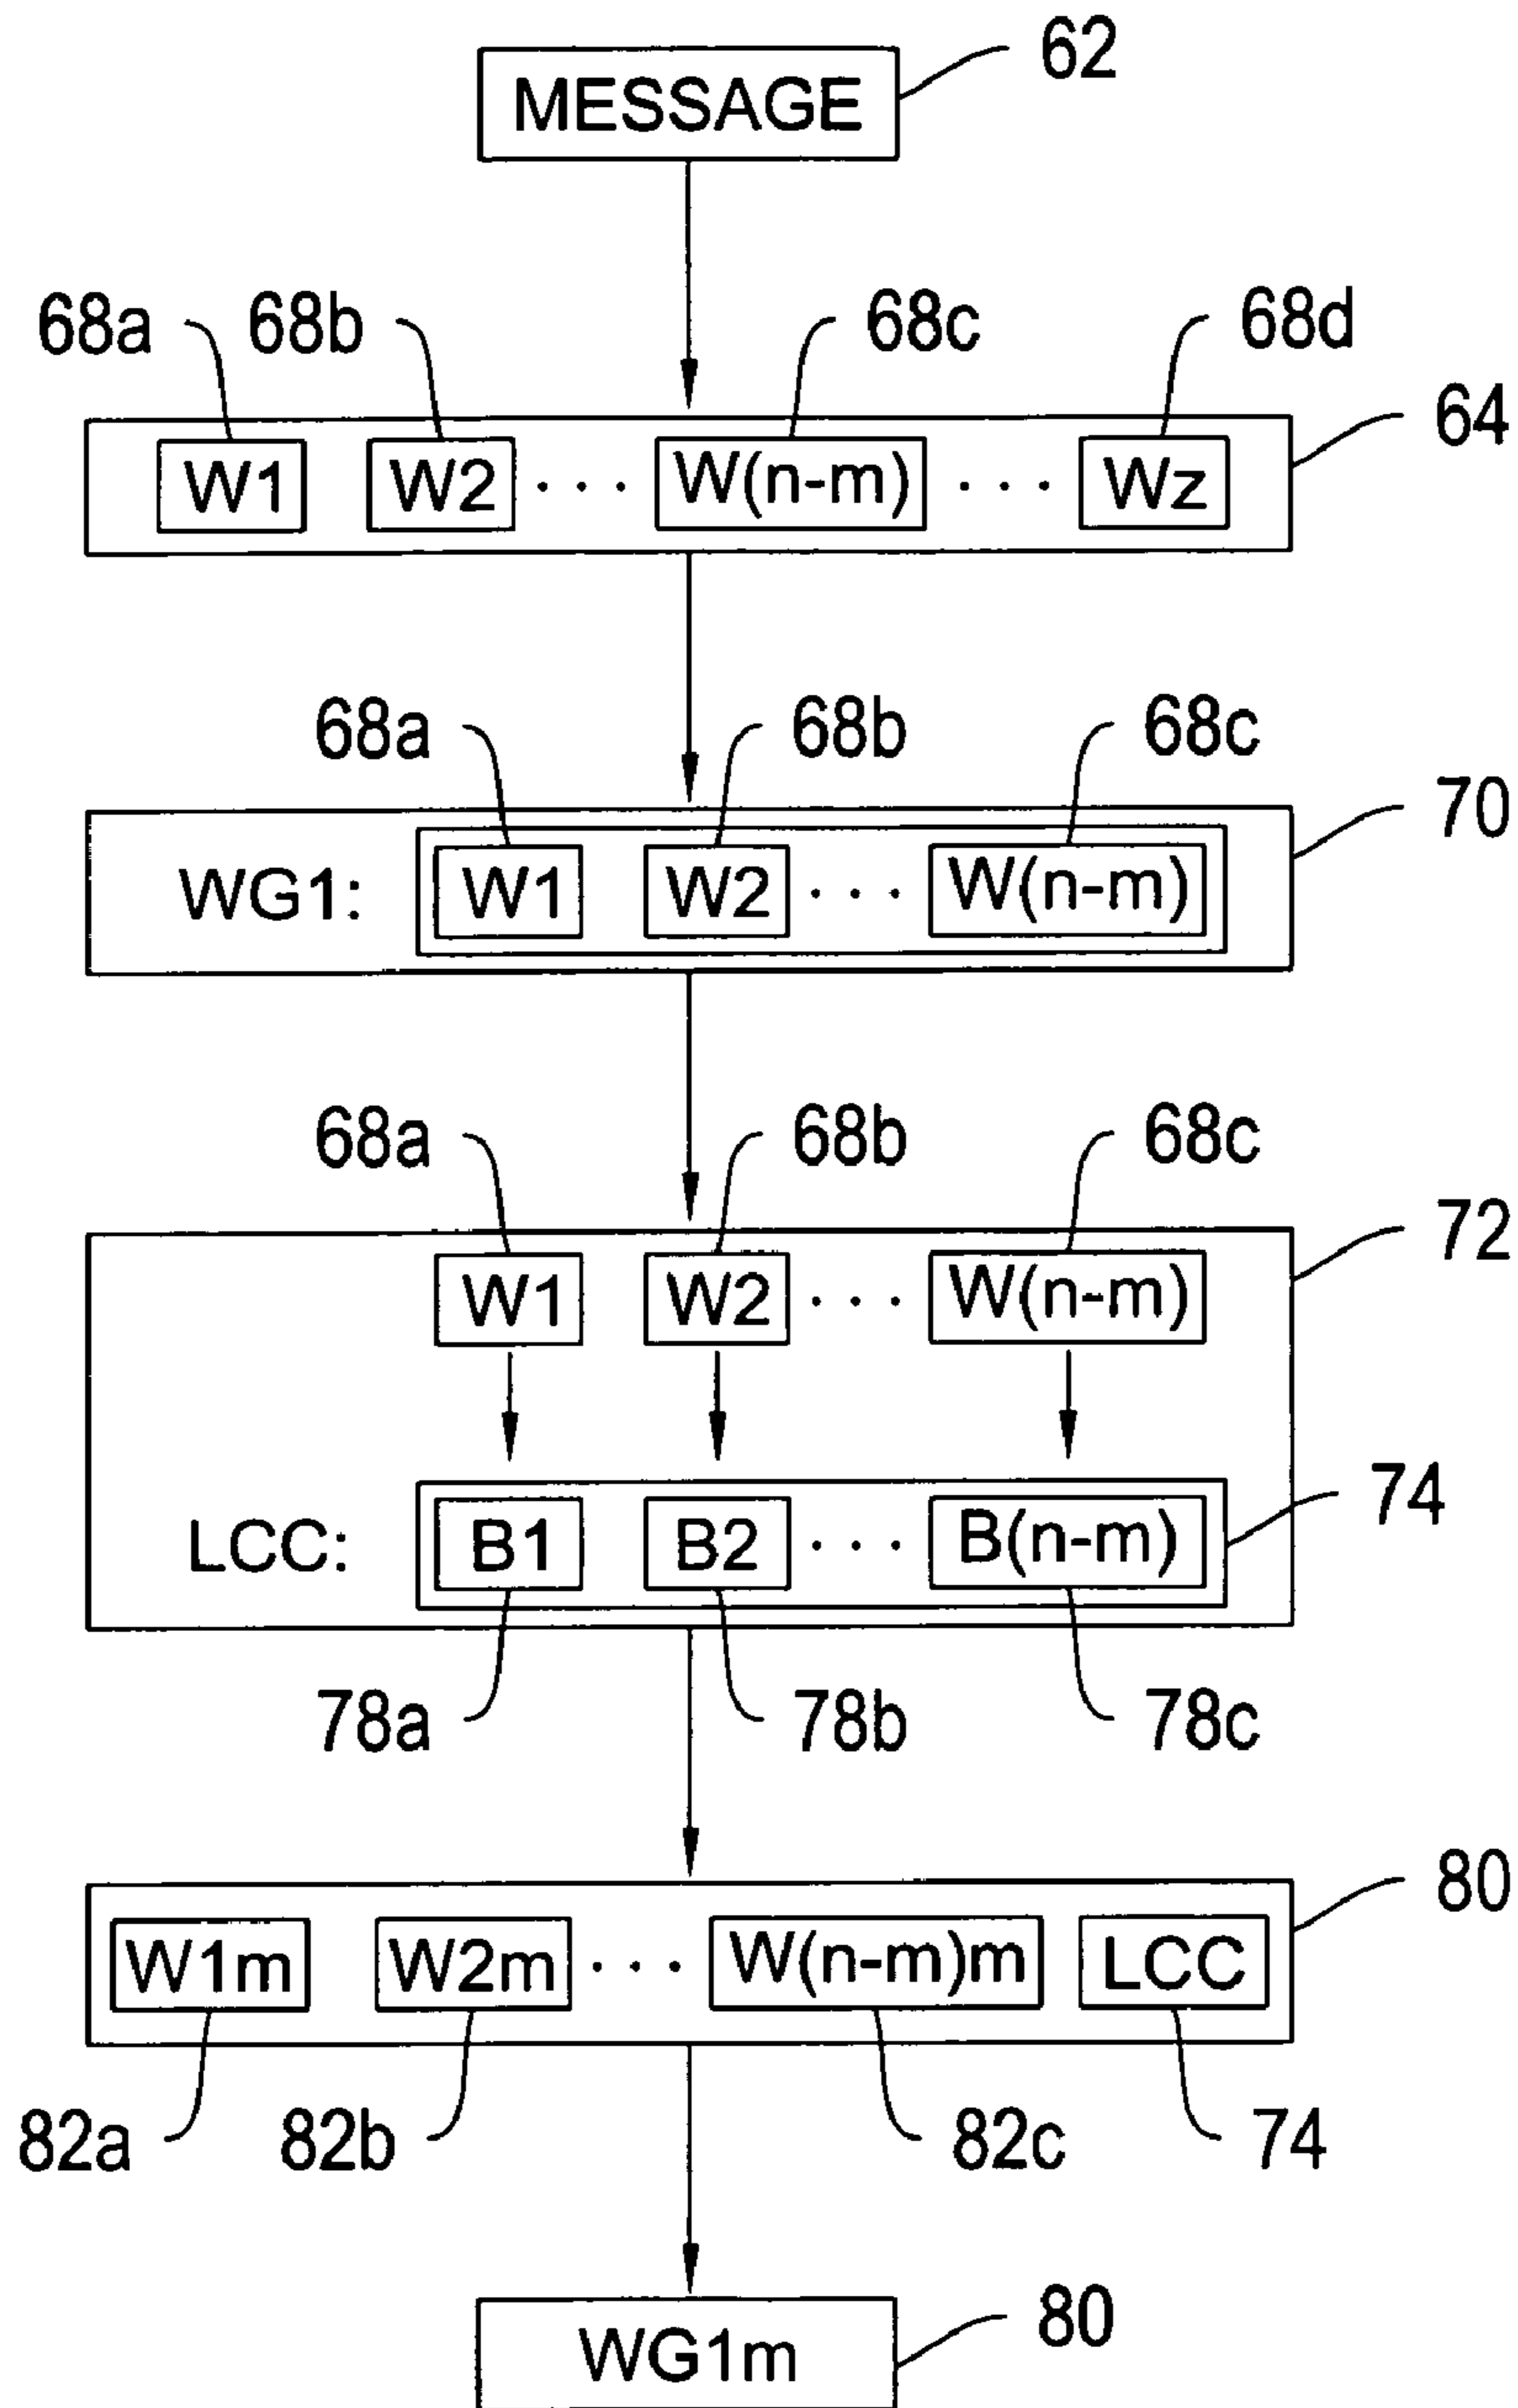 62
MESSAGE
68a 68b 68c 68d
64
W1 W2 ... W(n-m) ... Wz
68a 68b 68c
70
WG1: W1 W2 ... W(n-m)
68a 68b 68c
72
W1 W2 ... W(n-m)
74
LCC: B1 B2 ... B(n-m)
78a 78b 78c
80
W1m W2m ... W(n-m)m LCC
82a 82b 82c 74
80
WG1m